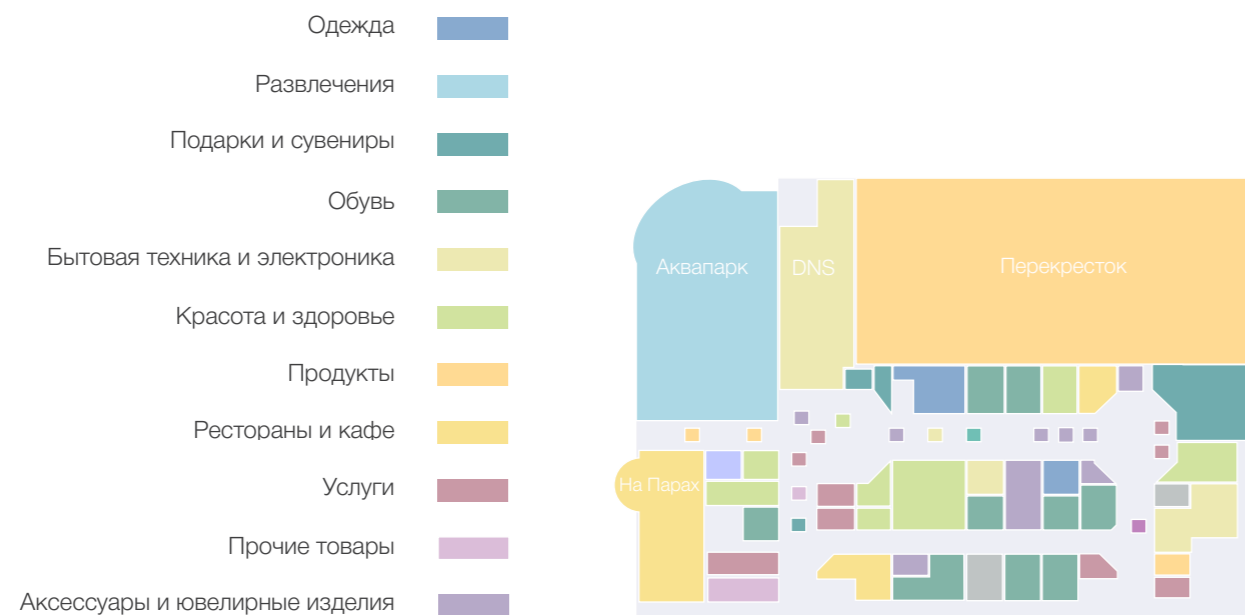 Одежда
Развлечения
Подарки и сувениры
Обувь
Бытовая техника и электроника
Красота и здоровье
Продукты
Рестораны и кафе
Услуги
Прочие товары
Аксессуары и ювелирные изделия
Аквапарк
DNS
Перекресток
На Парах